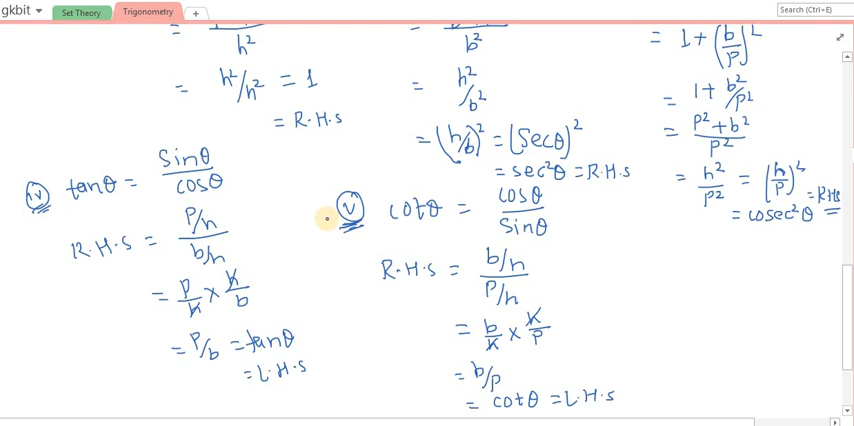 gkbit
Set Theory
Trigonometry
+
Search (Ctrl+E)
=
h²
= h²/h² = 1
= R.H.S
=
b²
= h²/b²
= (h/b)² = (Secθ)²
= sec²θ = R.H.S
= 1 + (b/P)²
= 1 + b²/P²
= P² + b² / P²
= h²/P² = (h/P)² = RHS
= cosec²θ
iv) tanθ = Sinθ / cosθ
R.H.S = P/h / b/h
= P/h × h/b
= P/b = tanθ
= L.H.S
v) cotθ = cosθ / Sinθ
R.H.S = b/h / P/h
= b/h × h/P
= b/P
= cotθ = L.H.S